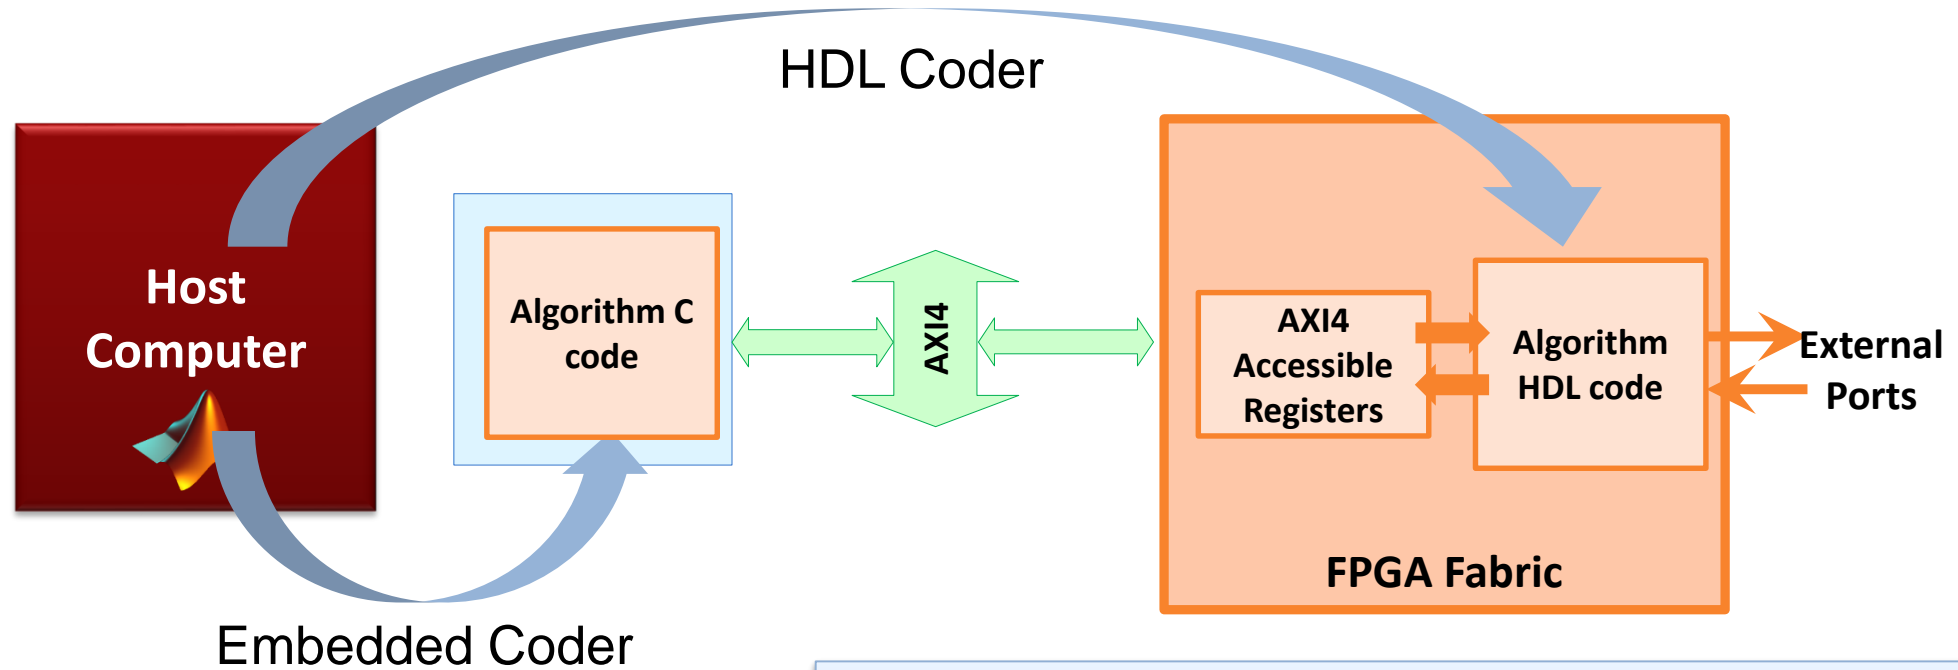 HDL Coder
Host
Computer
Algorithm C
code
AXI4
AXI4
Accessible
Registers
Algorithm
HDL code
External
Ports
FPGA Fabric
Embedded Coder